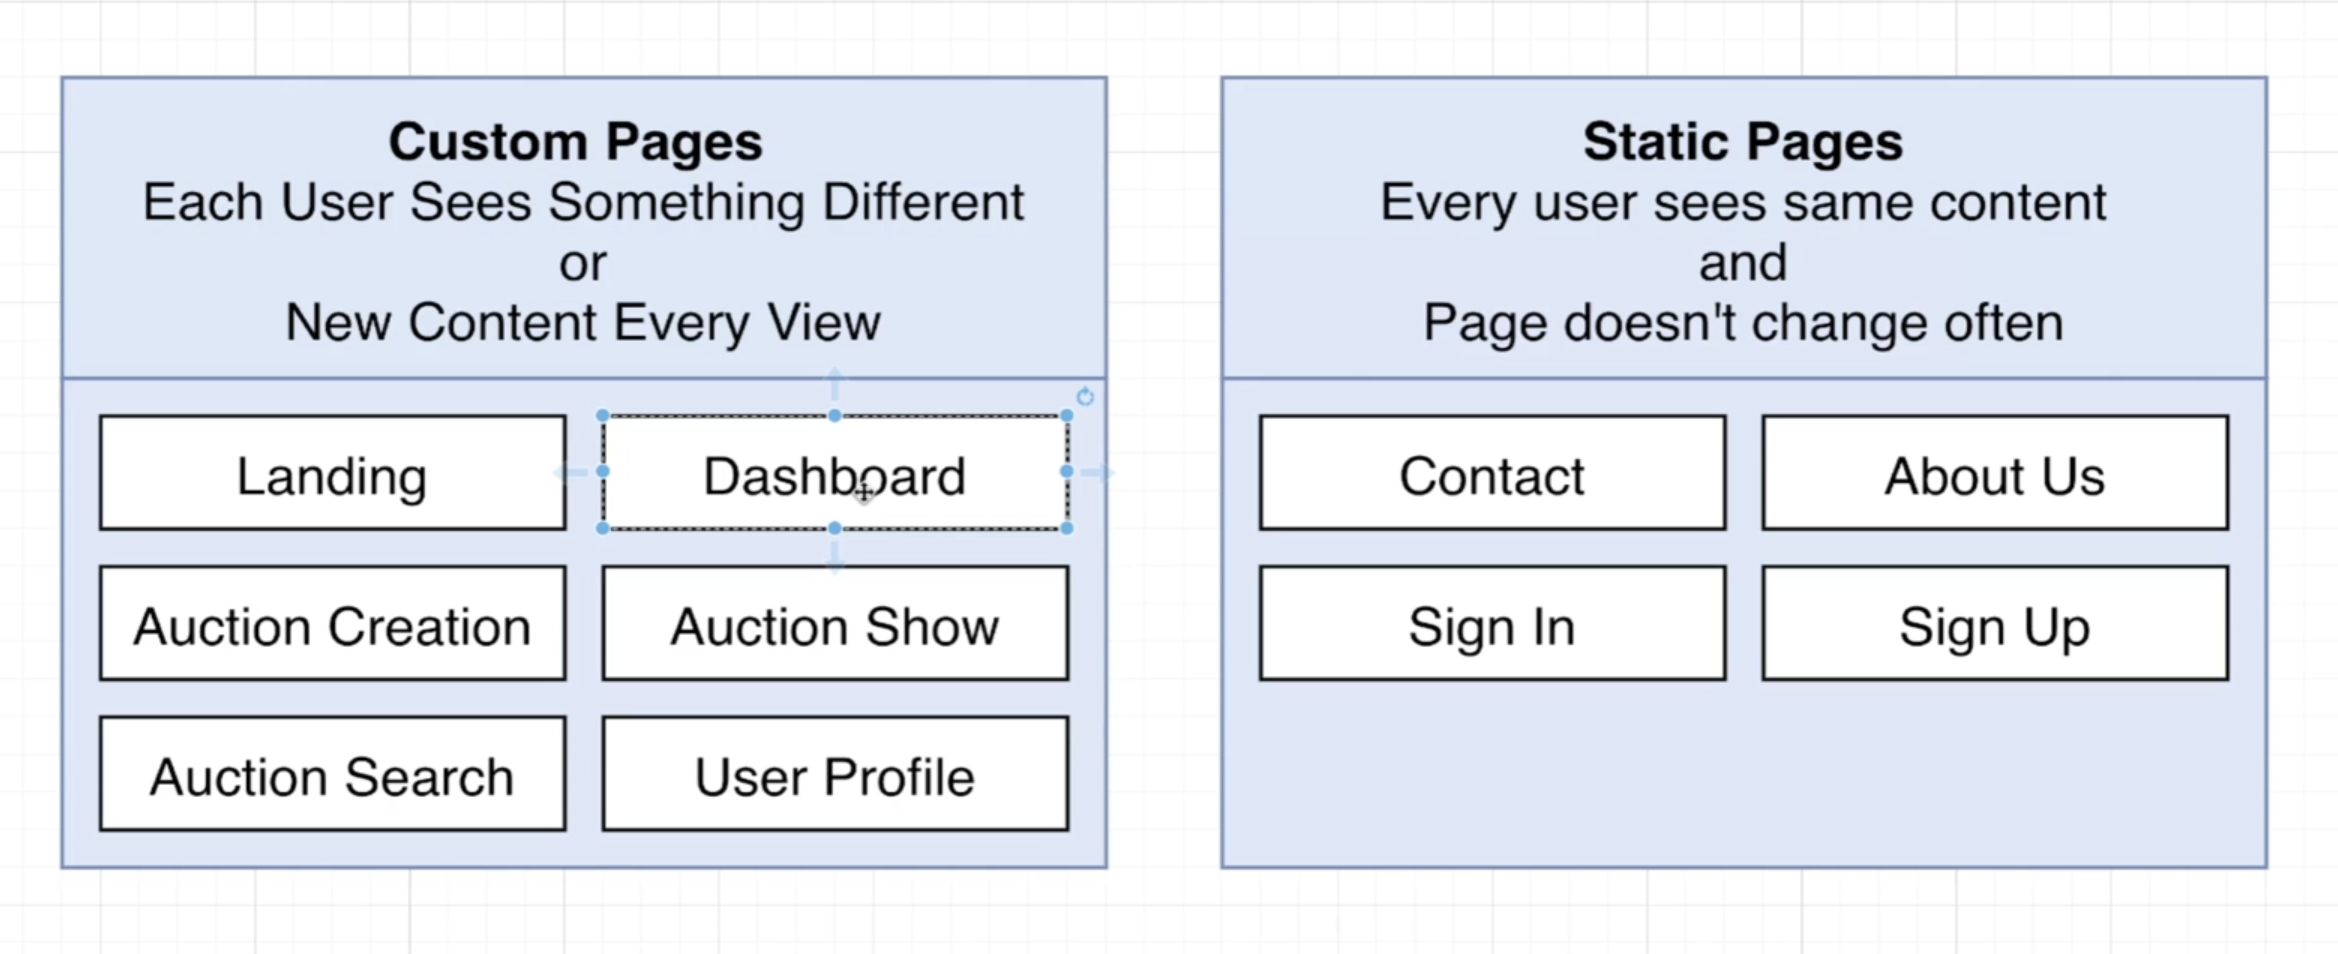 Custom Pages
Each User Sees Something Different
or
New Content Every View
Landing
Dashboard
Auction Creation
Auction Show
Auction Search
User Profile
Static Pages
Every user sees same content
and
Page doesn't change often
Contact
About Us
Sign In
Sign Up